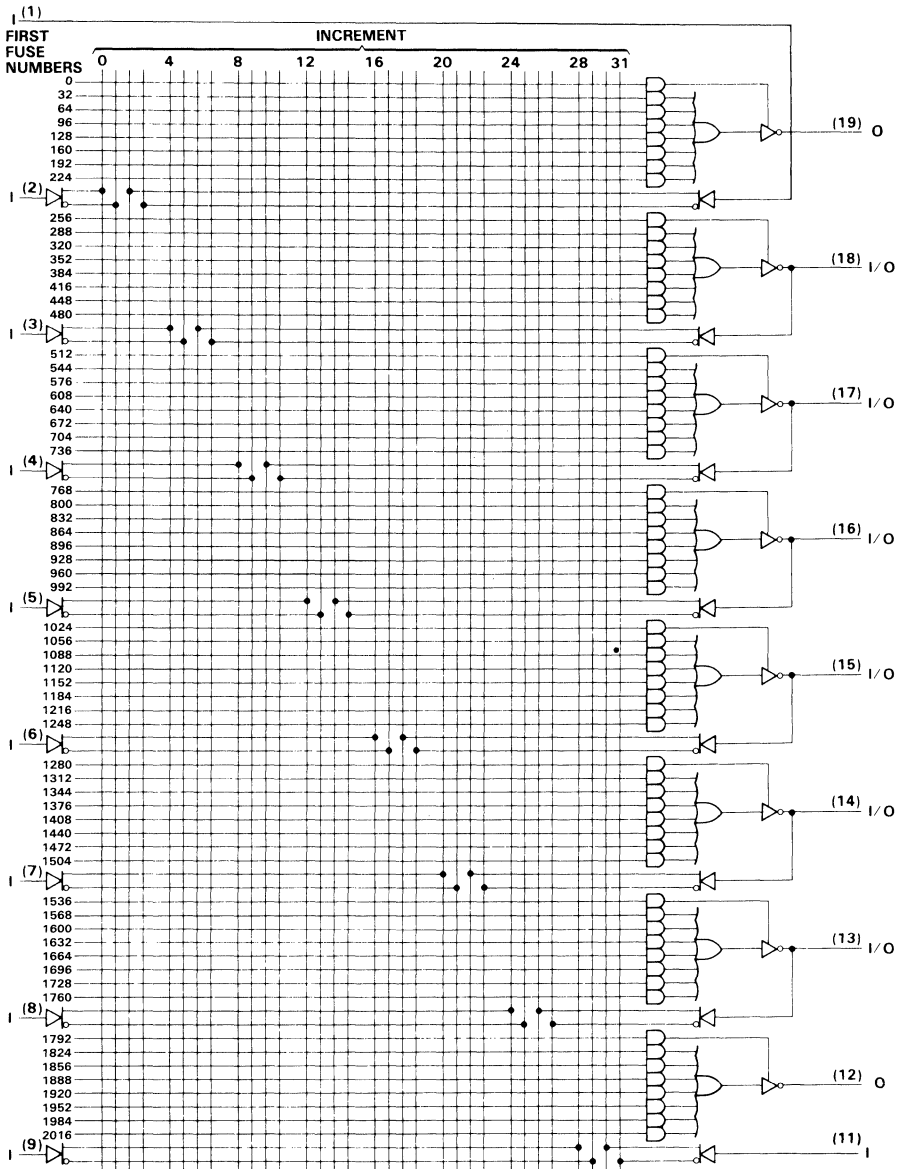 I (1)
FIRST
FUSE
NUMBERS
INCREMENT
0 4 8 12 16 20 24 28 31
0
32
64
96
128
160
192
224
(19) O
I (2)
256
288
320
352
384
416
448
480
(18) I/O
I (3)
512
544
576
608
640
672
704
736
(17) I/O
I (4)
768
800
832
864
896
928
960
992
(16) I/O
I (5)
1024
1056
1088
1120
1152
1184
1216
1248
(15) I/O
I (6)
1280
1312
1344
1376
1408
1440
1472
1504
(14) I/O
I (7)
1536
1568
1600
1632
1664
1696
1728
1760
(13) I/O
I (8)
1792
1824
1856
1888
1920
1952
1984
2016
(12) O
I (9)
(11) I